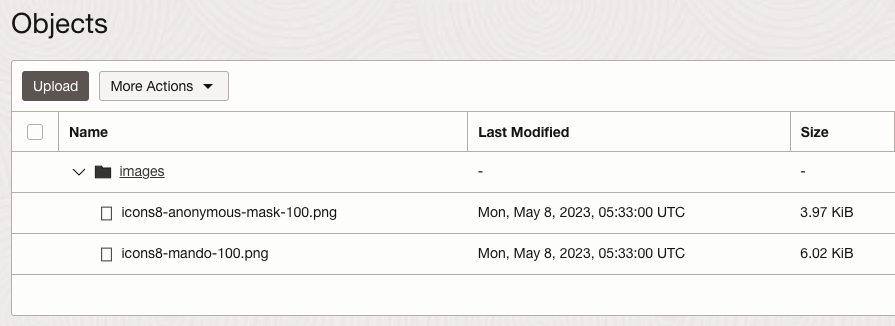 Objects
Upload More Actions
Name Last Modified Size
images - -
icons8-anonymous-mask-100.png Mon, May 8, 2023, 05:33:00 UTC 3.97 KiB
icons8-mando-100.png Mon, May 8, 2023, 05:33:00 UTC 6.02 KiB